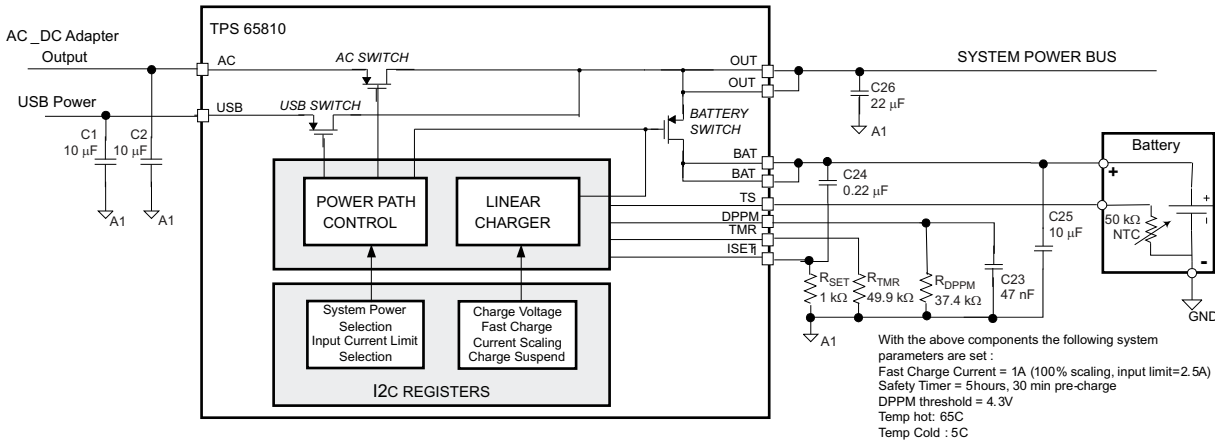 TPS 65810
AC _DC Adapter
Output
AC
AC SWITCH
OUT
SYSTEM POWER BUS
OUT
USB Power
USB
USB SWITCH
BATTERY
SWITCH
C26
22 μF
A1
C1
10 μF
C2
10 μF
A1
A1
BAT
BAT
Battery
+
+
-
-
C24
0.22 μF
POWER PATH
CONTROL
LINEAR
CHARGER
TS
DPPM
TMR
ISET1
50 kΩ
NTC
C25
10 μF
RSET
1 kΩ
RTMR
49.9 kΩ
RDPPM
37.4 kΩ
C23
47 nF
A1
GND
System Power
Selection
Input Current Limit
Selection
Charge Voltage
Fast Charge
Current Scaling
Charge Suspend
I2C REGISTERS
With the above components the following system
parameters are set :
Fast Charge Current = 1A (100% scaling, input limit=2.5A)
Safety Timer = 5hours, 30 min pre-charge
DPPM threshold = 4.3V
Temp hot: 65C
Temp Cold : 5C